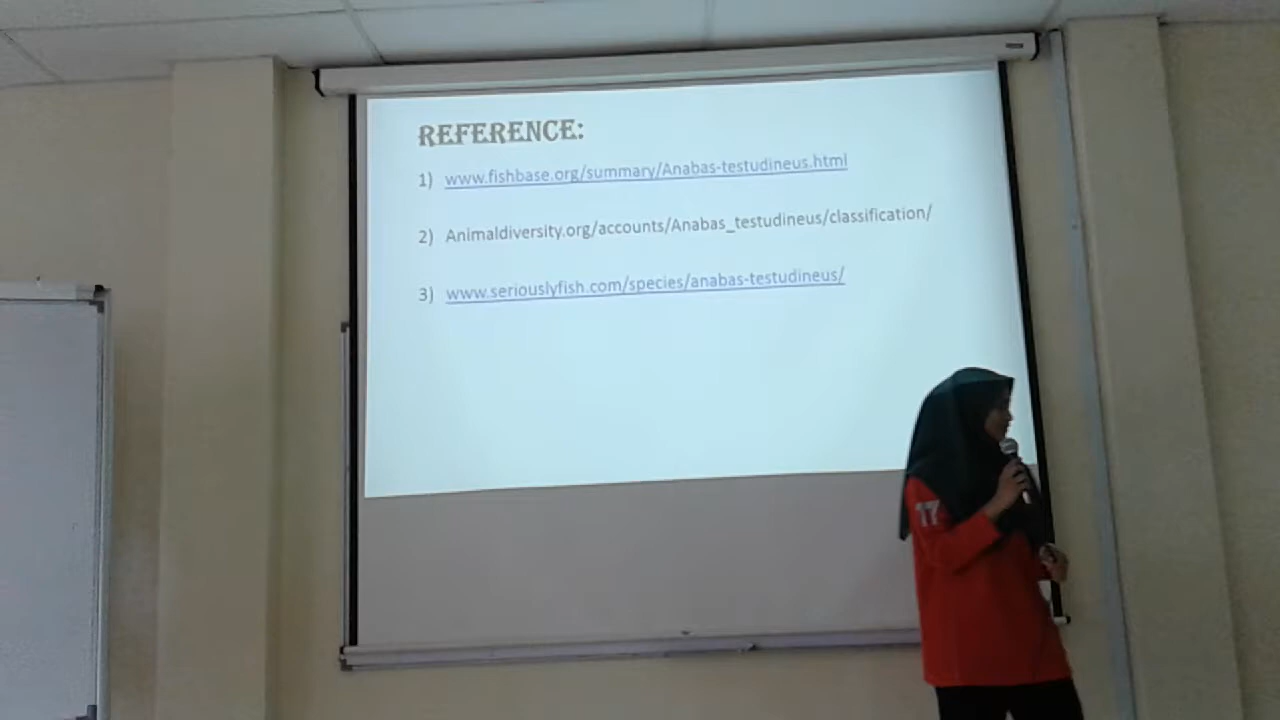 REFERENCE:
1) www.fishbase.org/summary/Anabas-testudineus.html
2) Animaldiversity.org/accounts/Anabas_testudineus/classification/
3) www.seriouslyfish.com/species/anabas-testudineus/
17